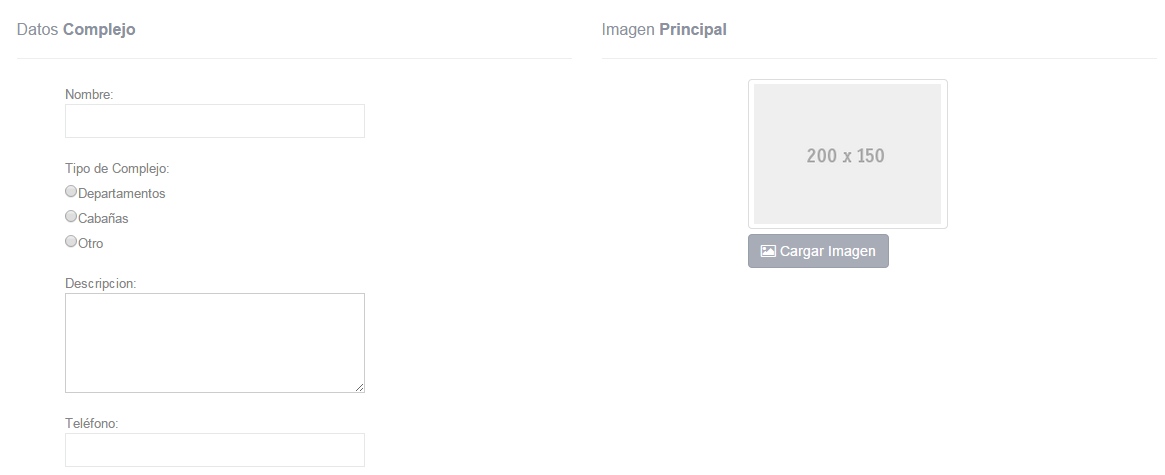 Datos Complejo
Nombre:
Tipo de Complejo:
Departamentos
Cabañas
Otro
Descripcion:
Teléfono:
Imagen Principal
200 x 150
Cargar Imagen